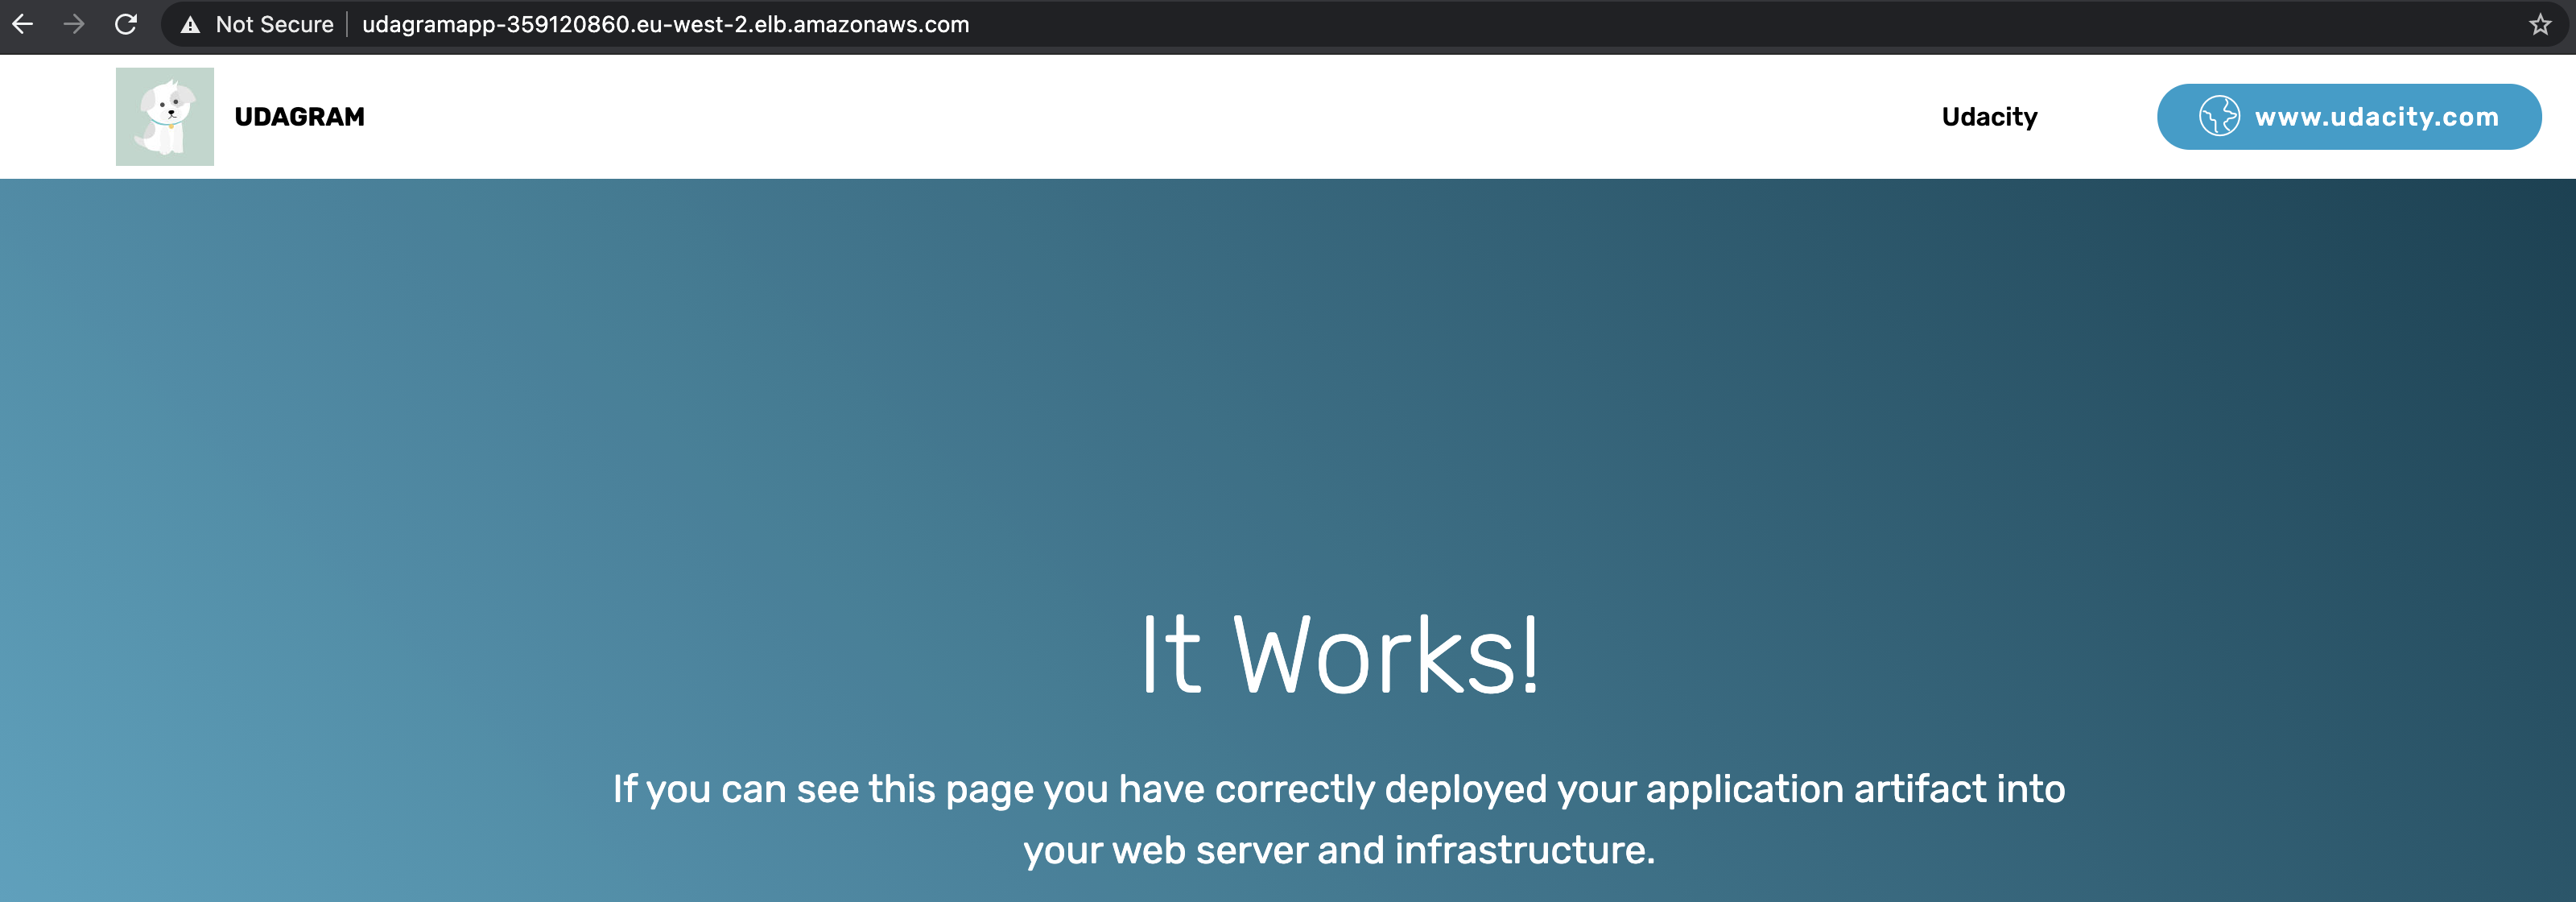 Not Secure
udagramapp-359120860.eu-west-2.elb.amazonaws.com
UDAGRAM
Udacity
www.udacity.com
It Works!
If you can see this page you have correctly deployed your application artifact into
your web server and infrastructure.